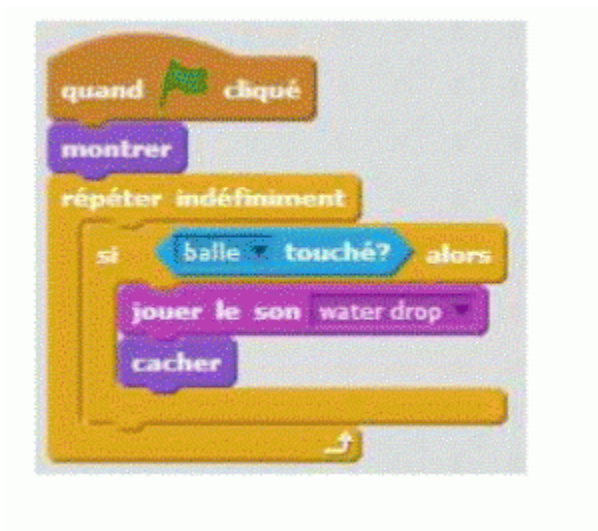 quand cliqué
montrer
répéter indéfiniment
si balle touché? alors
jouer le son water drop
cacher